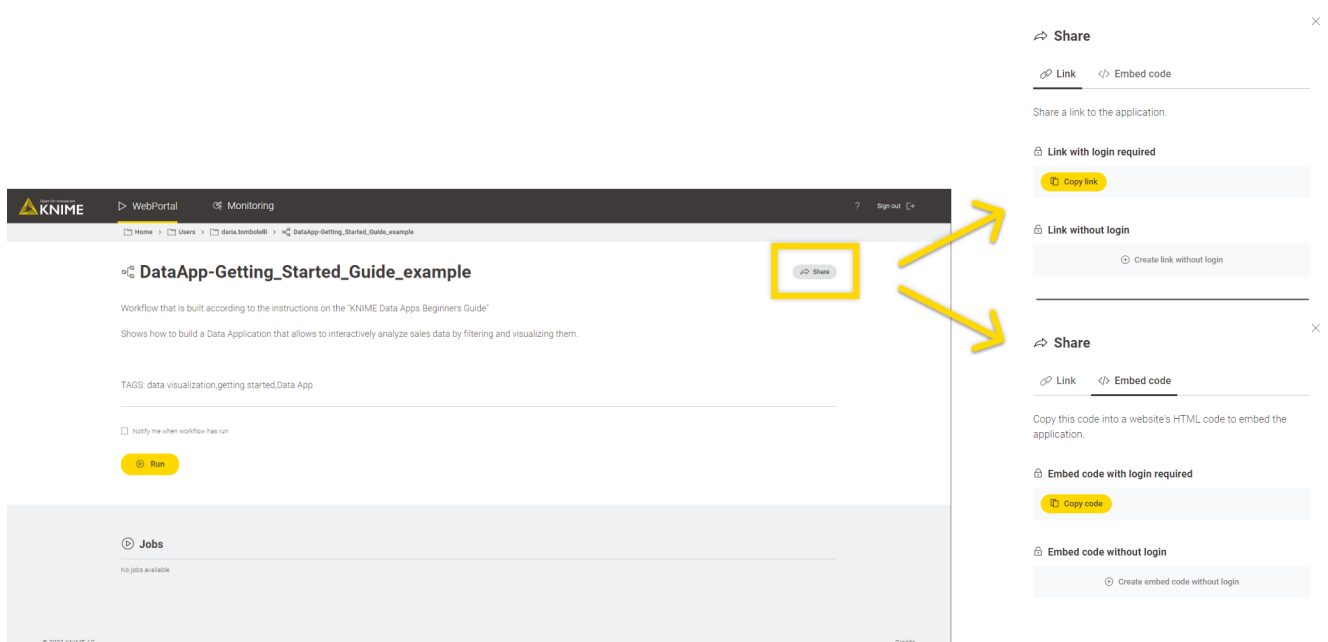 Open for Innovation
KNIME
WebPortal
Monitoring
?
Sign out
Home > Users > daria.tombolelli > DataApp-Getting_Started_Guide_example
DataApp-Getting_Started_Guide_example
Share
Workflow that is built according to the instructions on the "KNIME Data Apps Beginners Guide"
Shows how to build a Data Application that allows to interactively analyze sales data by filtering and visualizing them.
TAGS: data visualization,getting started,Data App
Notify me when workflow has run
Run
Jobs
No jobs available
Share
Link
</> Embed code
Share a link to the application.
Link with login required
Copy link
Link without login
Create link without login
Share
Link
</> Embed code
Copy this code into a website's HTML code to embed the
application.
Embed code with login required
Copy code
Embed code without login
Create embed code without login